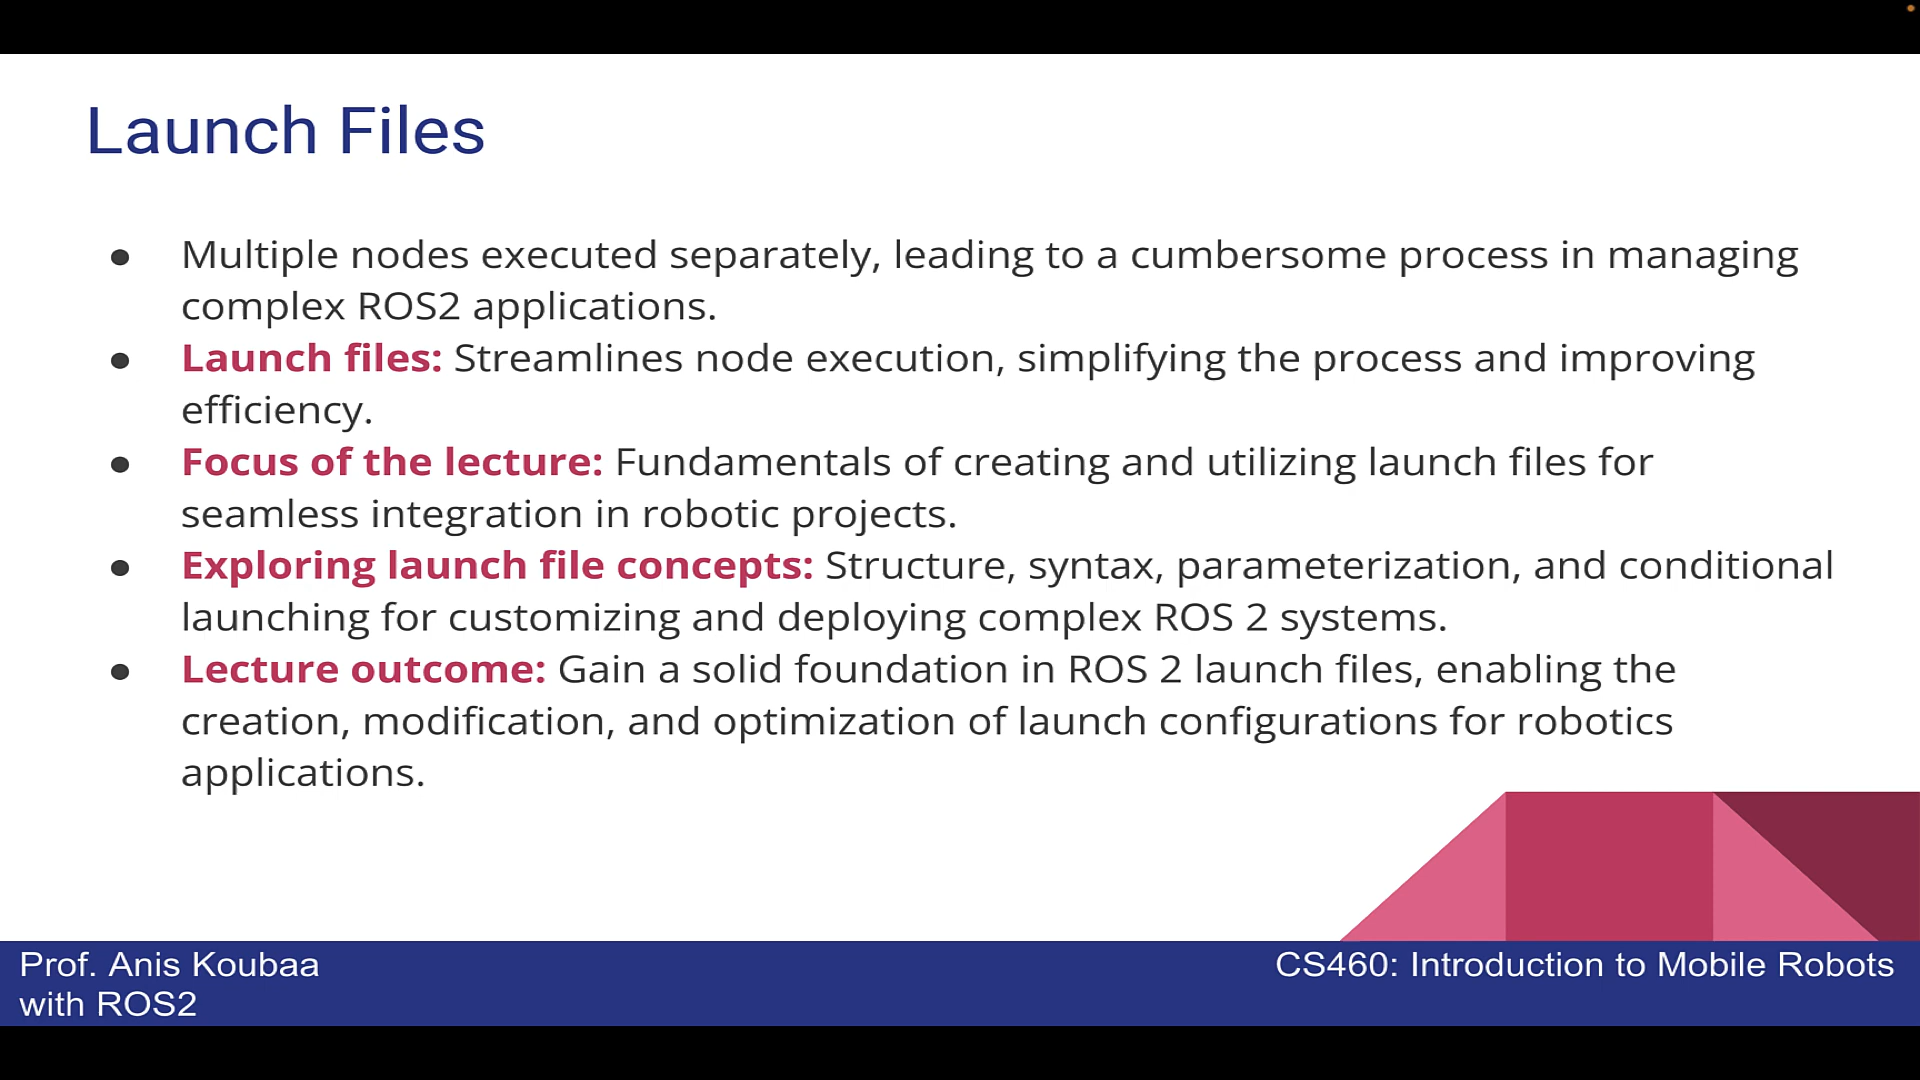 Launch Files
● Multiple nodes executed separately, leading to a cumbersome process in managing
complex ROS2 applications.
● Launch files: Streamlines node execution, simplifying the process and improving
efficiency.
● Focus of the lecture: Fundamentals of creating and utilizing launch files for
seamless integration in robotic projects.
● Exploring launch file concepts: Structure, syntax, parameterization, and conditional
launching for customizing and deploying complex ROS 2 systems.
● Lecture outcome: Gain a solid foundation in ROS 2 launch files, enabling the
creation, modification, and optimization of launch configurations for robotics
applications.
Prof. Anis Koubaa CS460: Introduction to Mobile Robots
with ROS2